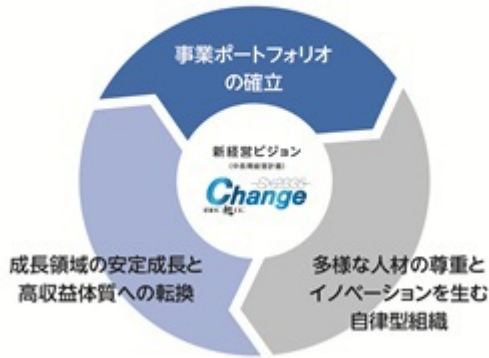 事業ポートフォリオ
の確立
新経営ビジョン
(中長期経営計画)
Change
成長領域の安定成長と
高収益体質への転換
多様な人材の尊重と
イノベーションを生む
自律型組織